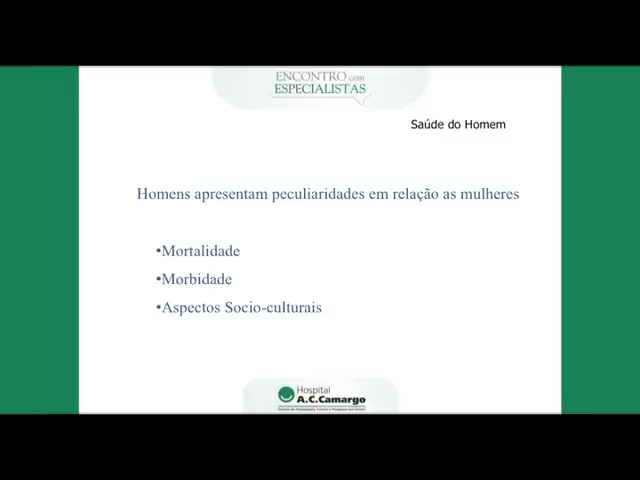 ENCONTRO com
ESPECIALISTAS
Saúde do Homem
Homens apresentam peculiaridades em relação as mulheres
•Mortalidade
•Morbidade
•Aspectos Socio-culturais
Hospital
A.C.Camargo